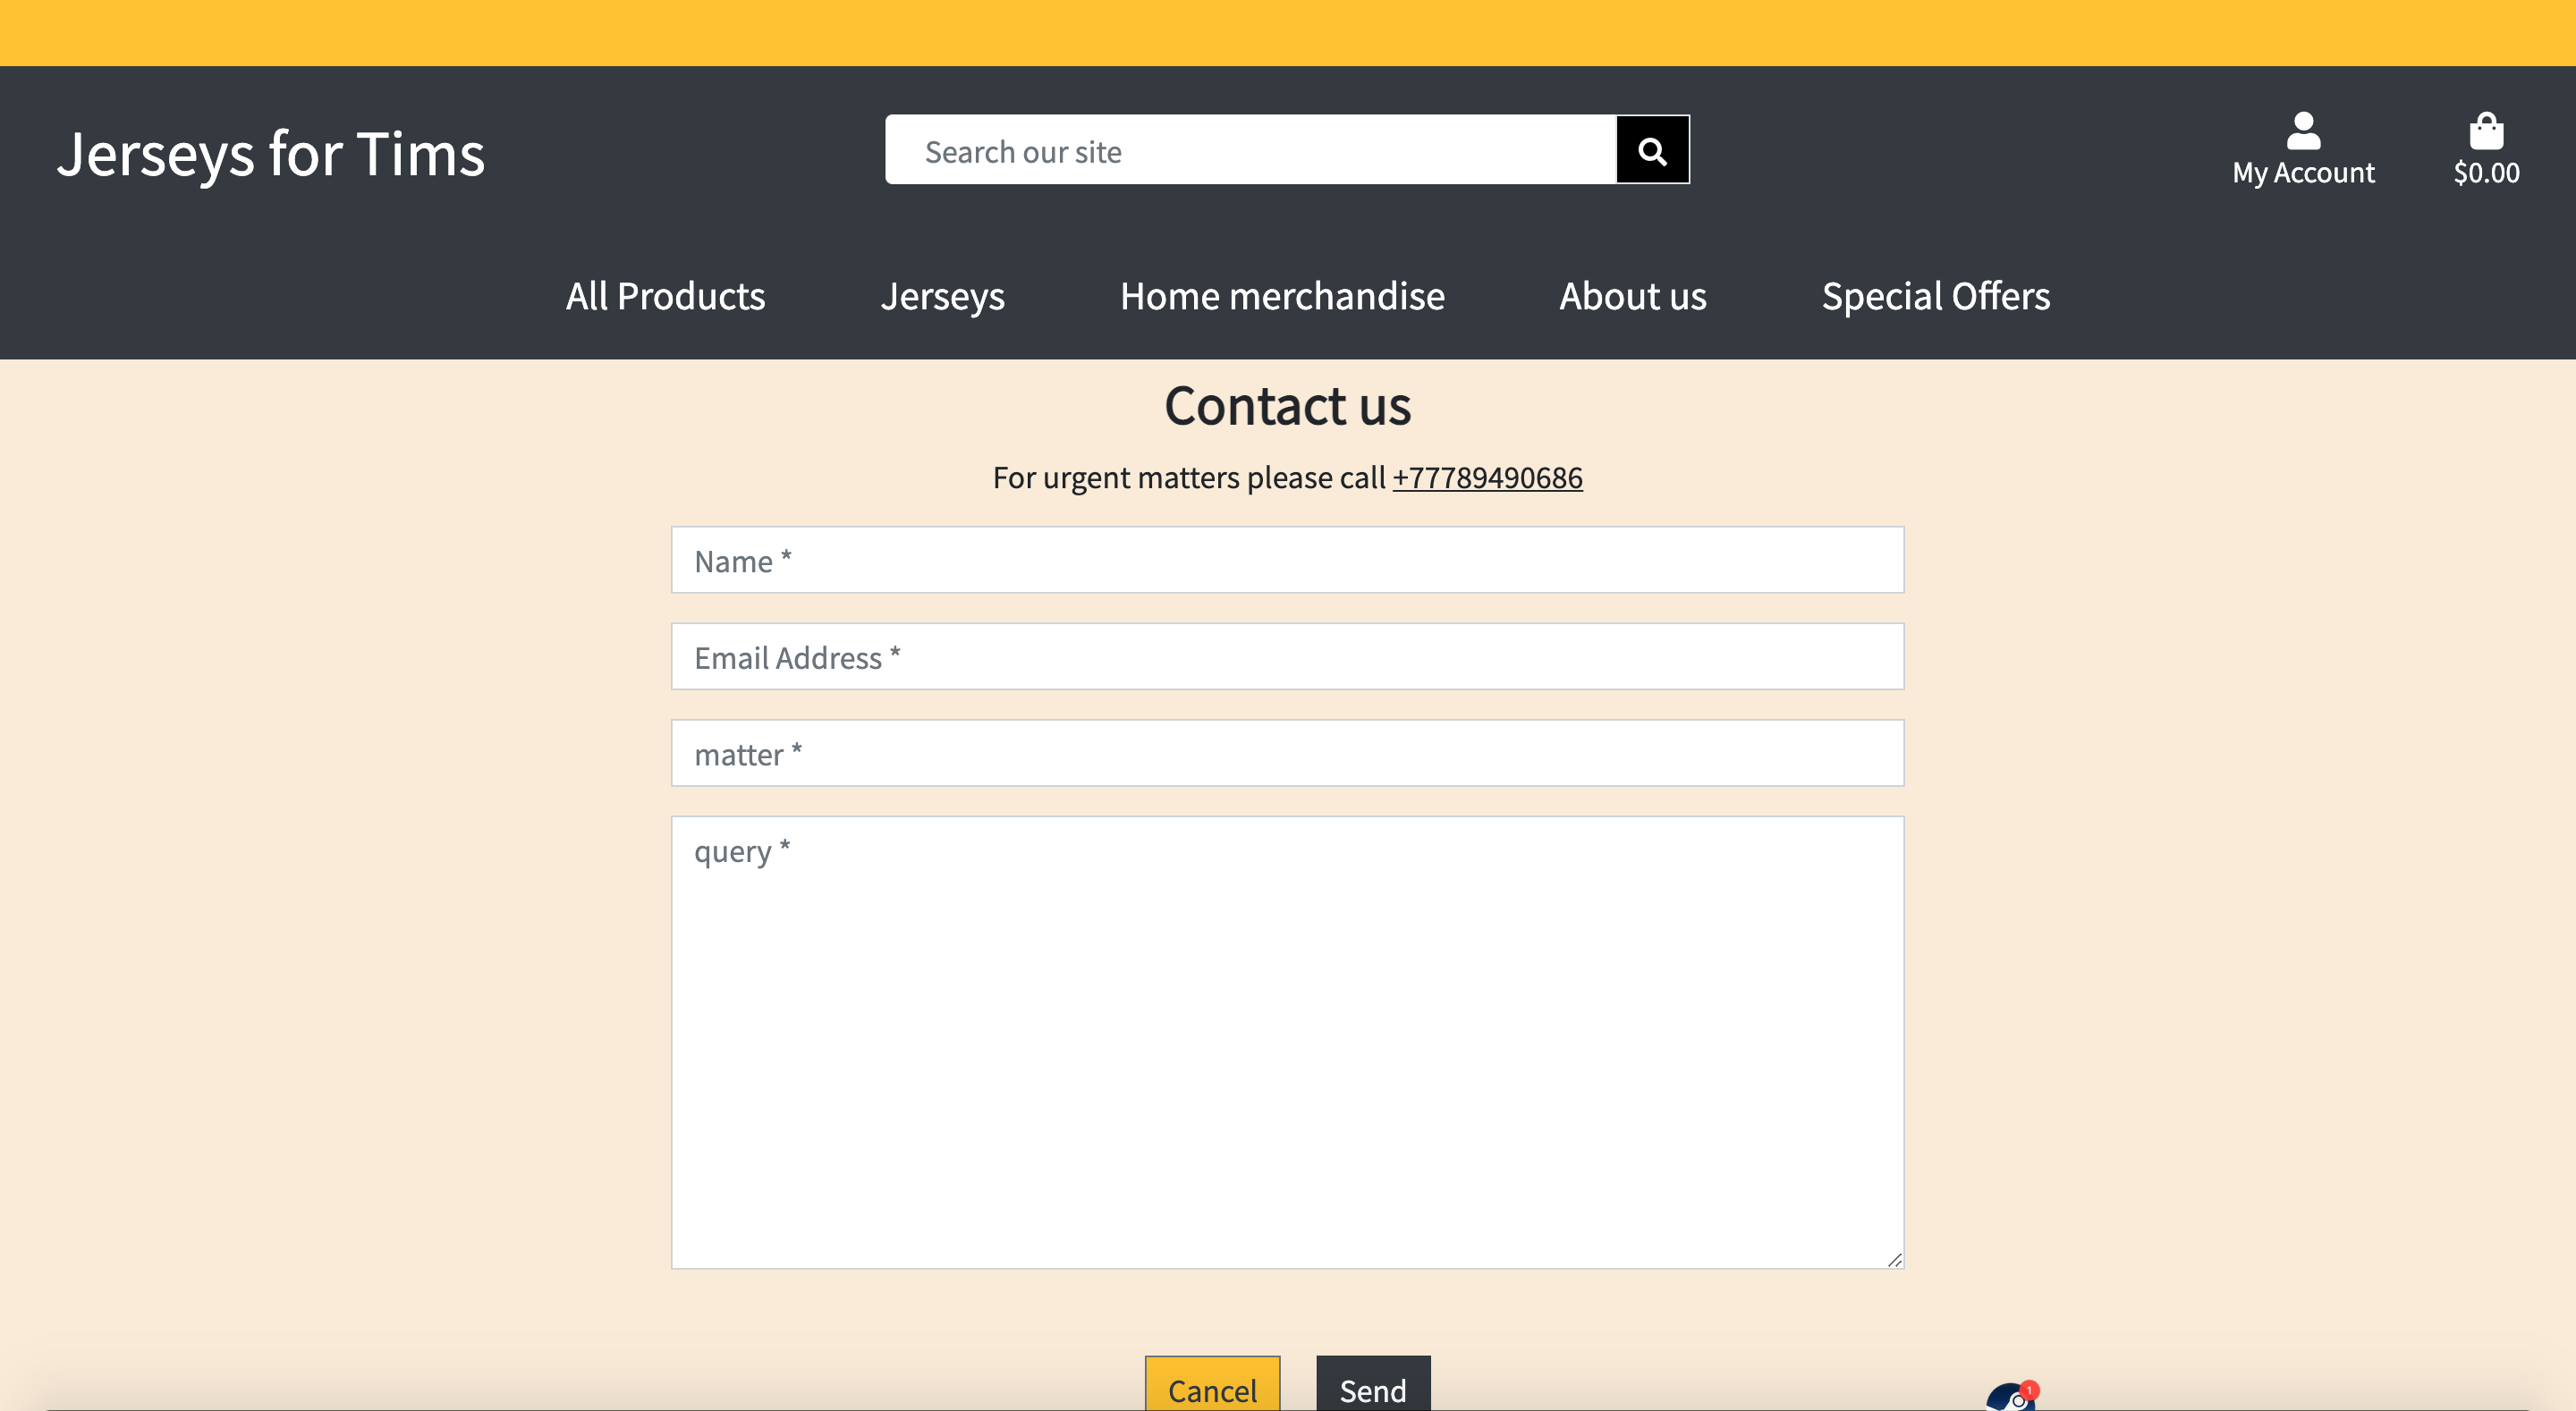 Jerseys for Tims
Search our site
My Account
$0.00
All Products
Jerseys
Home merchandise
About us
Special Offers
Contact us
For urgent matters please call +77789490686
Name *
Email Address *
matter *
query *
Cancel
Send
1